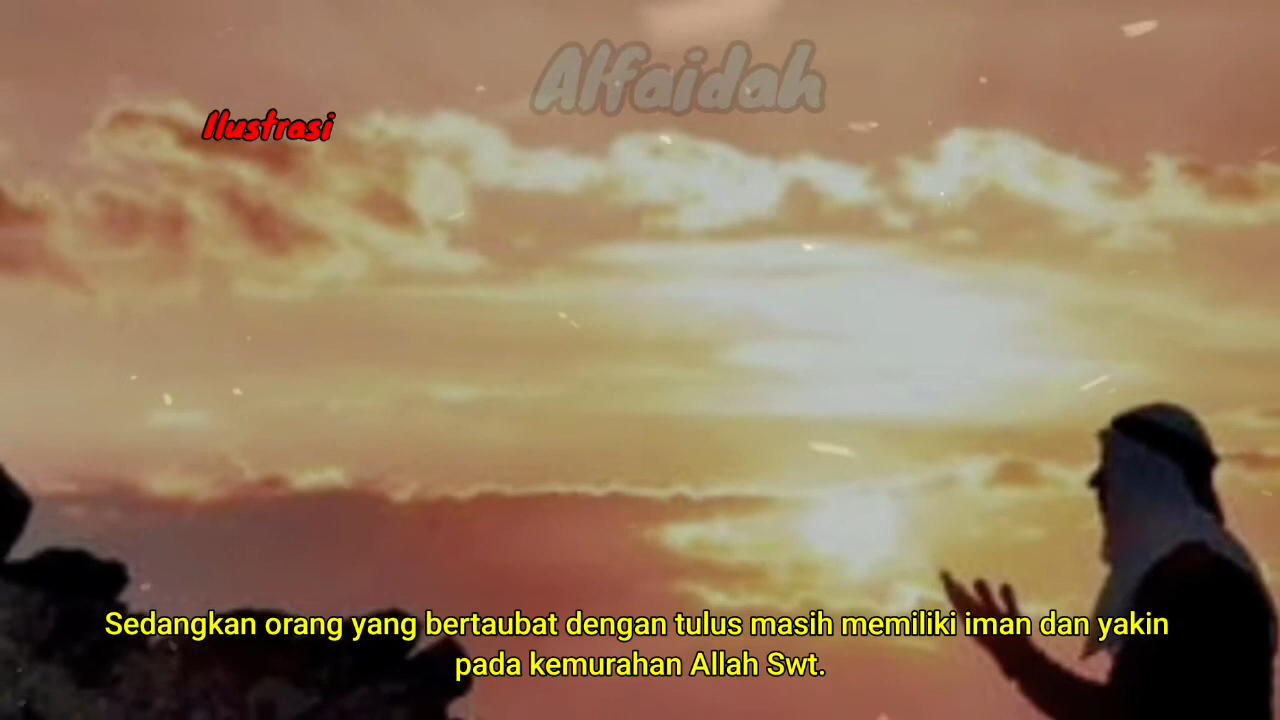 Alfaidah
Ilustrasi
Sedangkan orang yang bertaubat dengan tulus masih memiliki iman dan yakin
pada kemurahan Allah Swt.